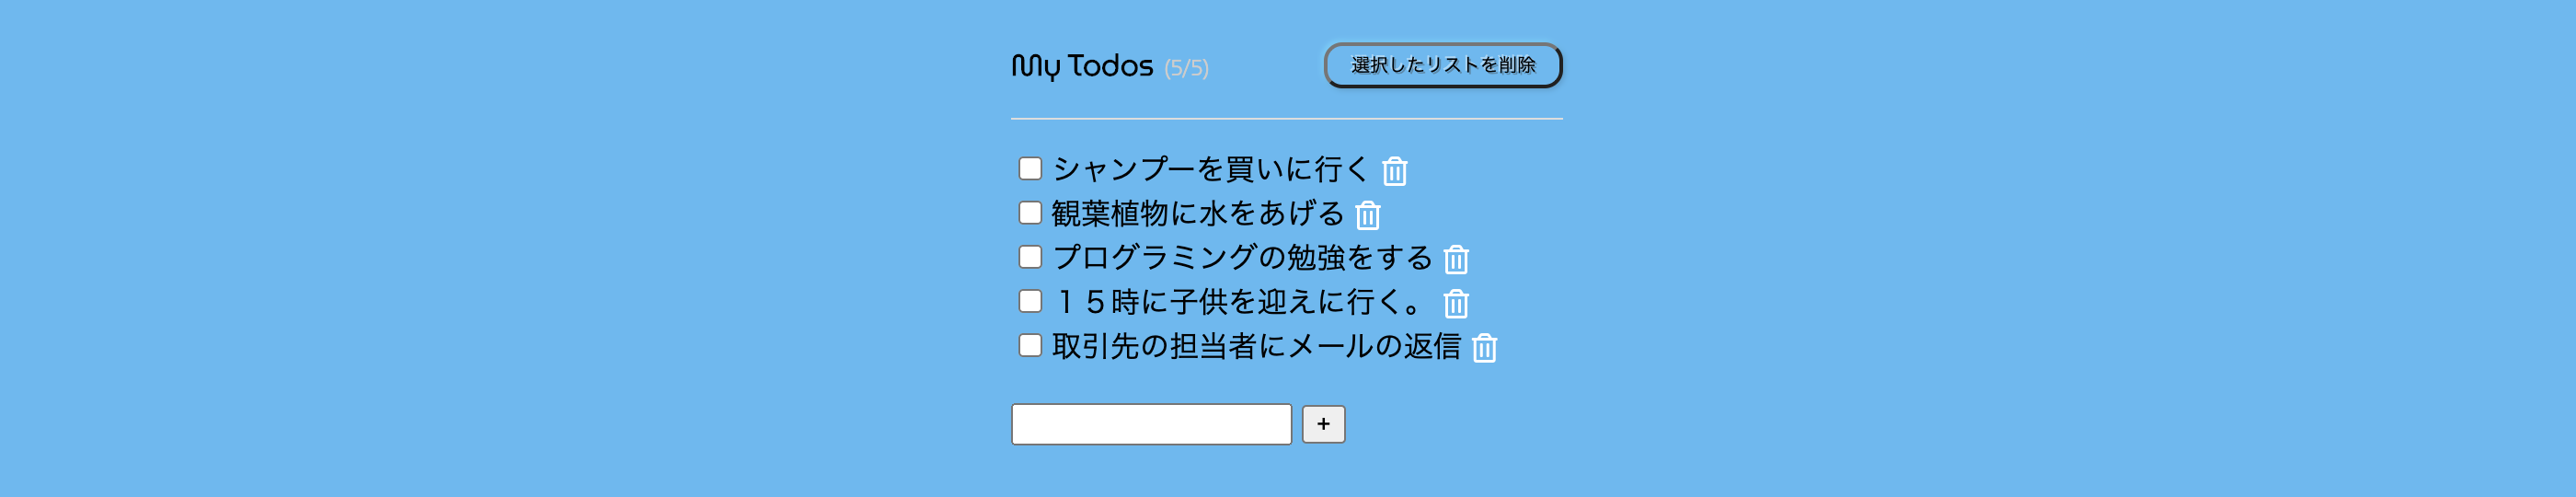 My Todos (5/5)
選択したリストを削除
シャンプーを買いに行く
観葉植物に水をあげる
プログラミングの勉強をする
１５時に子供を迎えに行く。
取引先の担当者にメールの返信
+